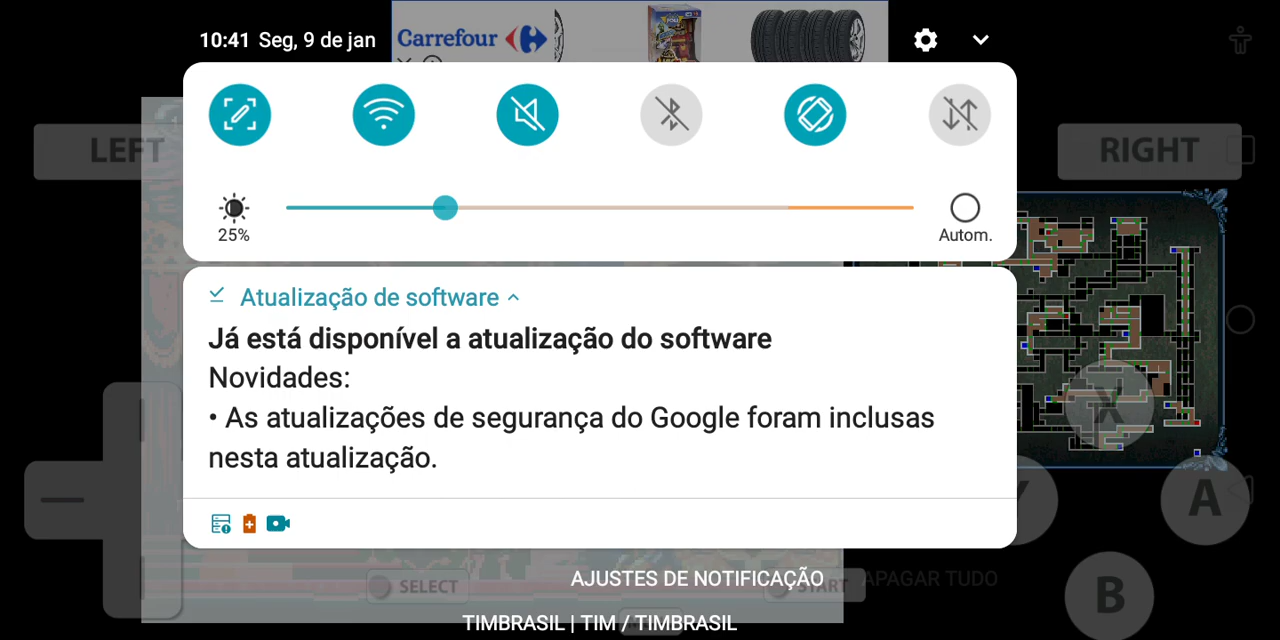 10:41 Seg, 9 de jan
Carrefour
LEFT
RIGHT
25%
Autom.
Atualização de software
Já está disponível a atualização do software
Novidades:
• As atualizações de segurança do Google foram inclusas
nesta atualização.
X
Y
A
B
AJUSTES DE NOTIFICAÇÃO
APAGAR TUDO
SELECT
START
TIMBRASIL | TIM / TIMBRASIL